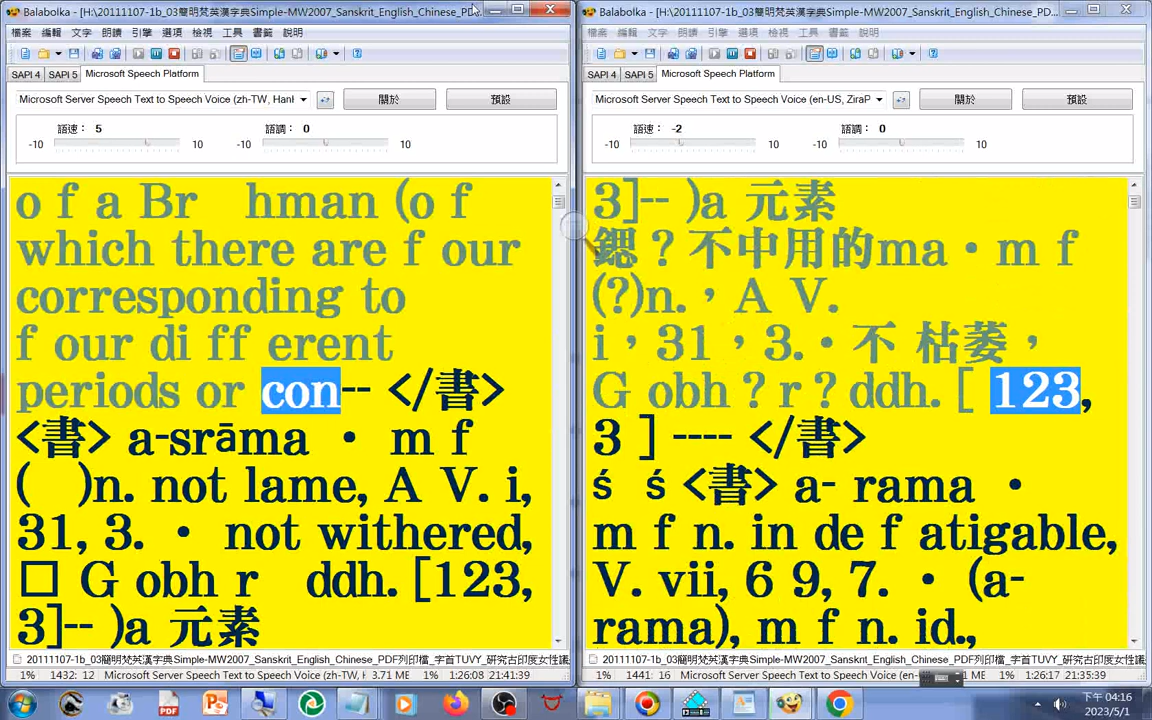 Balabolka - [H:\20111107-1b_03簡明梵英漢字典Simple-MW2007_Sanskrit_English_Chinese_PD
檔案 編輯 文字 朗讀 引擎 選項 檢視 工具 書籤 說明
SAPI 4 SAPI 5 Microsoft Speech Platform
Microsoft Server Speech Text to Speech Voice (zh-TW, Hanl
關於 預設
語速： 5 語調： 0
-10 10 -10 10
o f a Br hman (o f
which there are f our
corresponding to
f our di ff erent
periods or con-- </書>
<書> a-srāma • m f
( )n. not lame, A V. i,
31, 3. • not withered,
□ G obh r ddh. [123,
3]-- )a 元素
20111107-1b_03簡明梵英漢字典Simple-MW2007_Sanskrit_English_Chinese_PDF列印檔_字首TUVY_研究古印度女性議
1% 1432: 12 Microsoft Server Speech Text to Speech Voice (zh-TW, 3.71 MB 1% 1:26:08 21:41:39
Balabolka - [H:\20111107-1b_03簡明梵英漢字典Simple-MW2007_Sanskrit_English_Chinese_PD...
檔案 編輯 文字 朗讀 引擎 選項 檢視 工具 書籤 說明
SAPI 4 SAPI 5 Microsoft Speech Platform
Microsoft Server Speech Text to Speech Voice (en-US, ZiraP
關於 預設
語速： -2 語調： 0
-10 10 -10 10
3]-- )a 元素
鍶？不中用的ma • m f
(?)n.，A V.
i，31，3.• 不 枯萎，
G obh ? r ? ddh. [ 123,
3 ] ---- </書>
ś ś <書> a- rama •
m f n. in de f atigable,
V. vii, 6 9, 7. • (a-
rama), m f n. id.,
20111107-1b_03簡明梵英漢字典Simple-MW2007_Sanskrit_English_Chinese_PDF列印檔_字首TUVY_研究古印度女性議
1% 1441: 16 Microsoft Server Speech Text to Speech Voice 1% 1:26:17 21:35:39
下午 04:16
2023/5/1